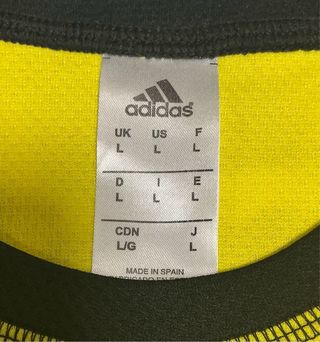 adidas
UK US F
L L L
D I E
L L L
CDN J
L/G L
MADE IN SPAIN